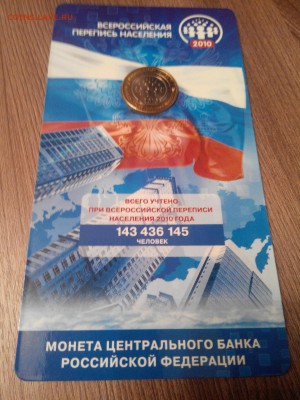 ВСЕРОССИЙСКАЯ
ПЕРЕПИСЬ НАСЕЛЕНИЯ
2010
ВСЕГО УЧТЕНО
ПРИ ВСЕРОССИЙСКОЙ ПЕРЕПИСИ
НАСЕЛЕНИЯ 2010 ГОДА
143 436 145
ЧЕЛОВЕК
МОНЕТА ЦЕНТРАЛЬНОГО БАНКА
РОССИЙСКОЙ ФЕДЕРАЦИИ